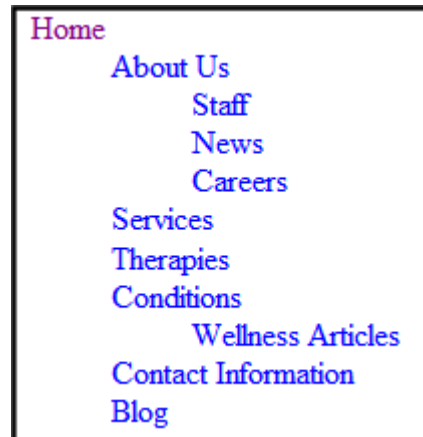 Home
About Us
Staff
News
Careers
Services
Therapies
Conditions
Wellness Articles
Contact Information
Blog